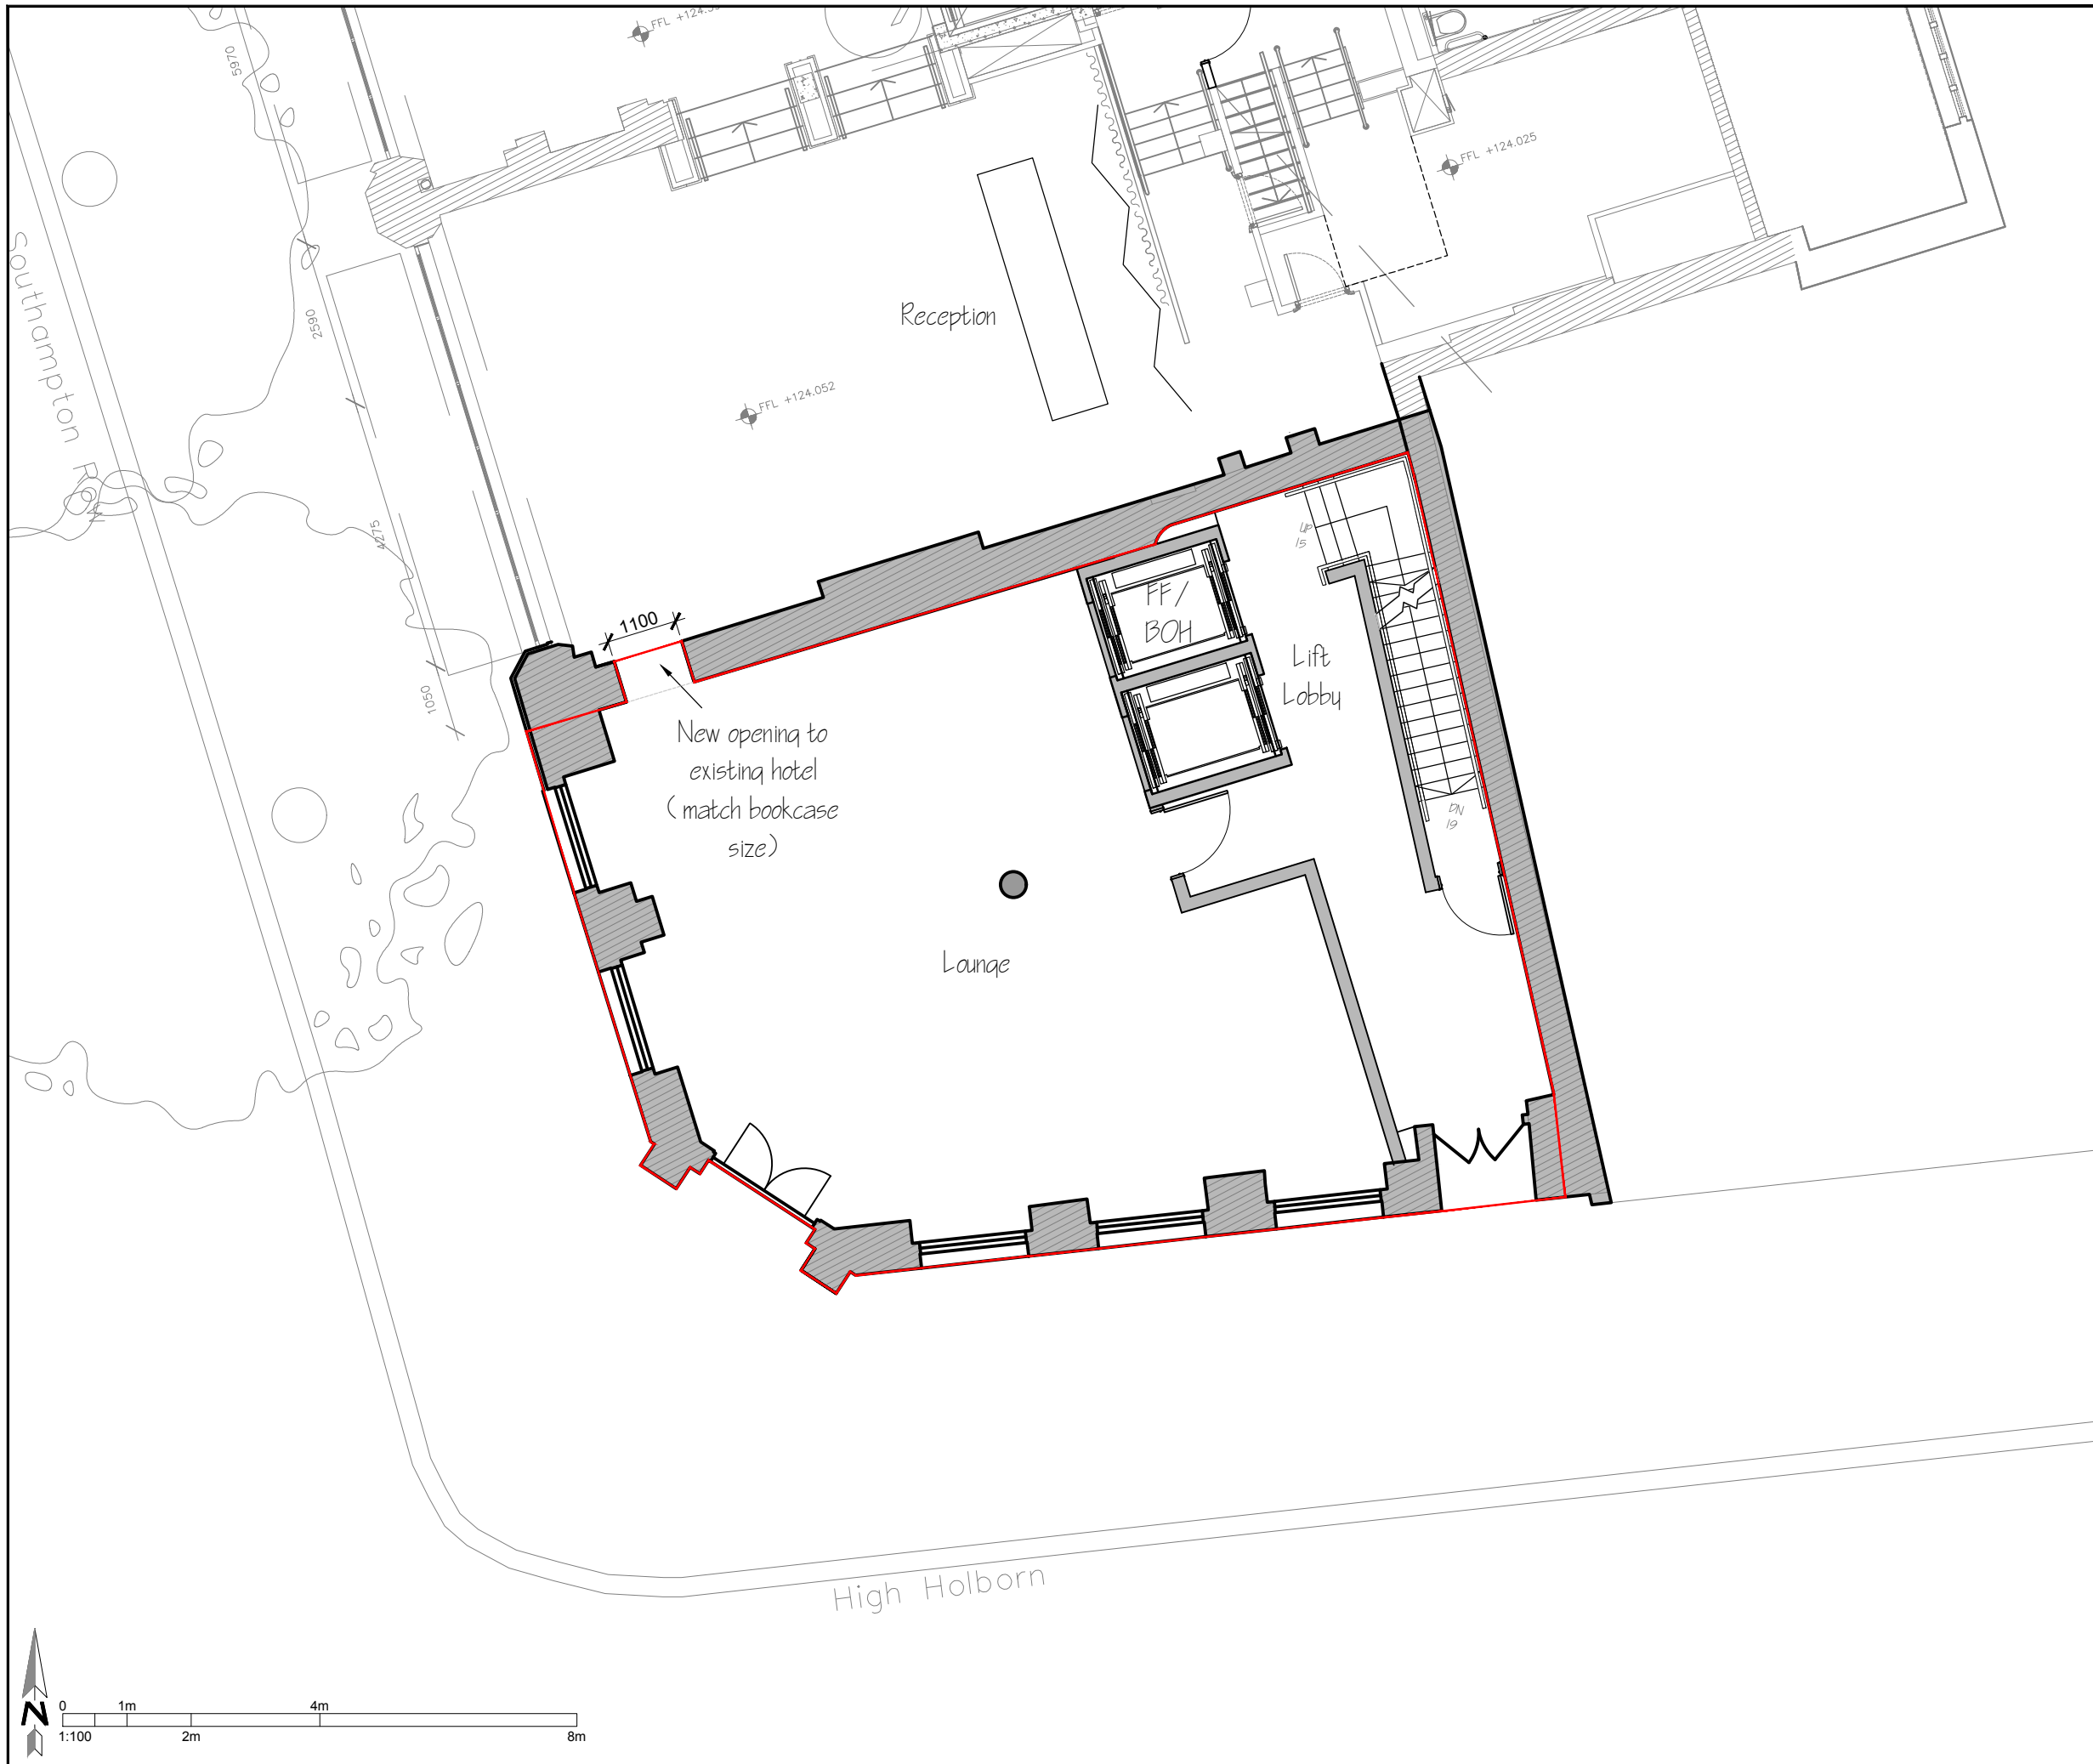 5970
FFL +124.025
Southampton Row
2590
Reception
FFL +124.052
4275
UP
15
1100
FF/
BOH
Lift
Lobby
1050
New opening to
existing hotel
(match bookcase
size)
DN
19
Lounge
High Holborn
N
0 1m 4m
1:100 2m 8m